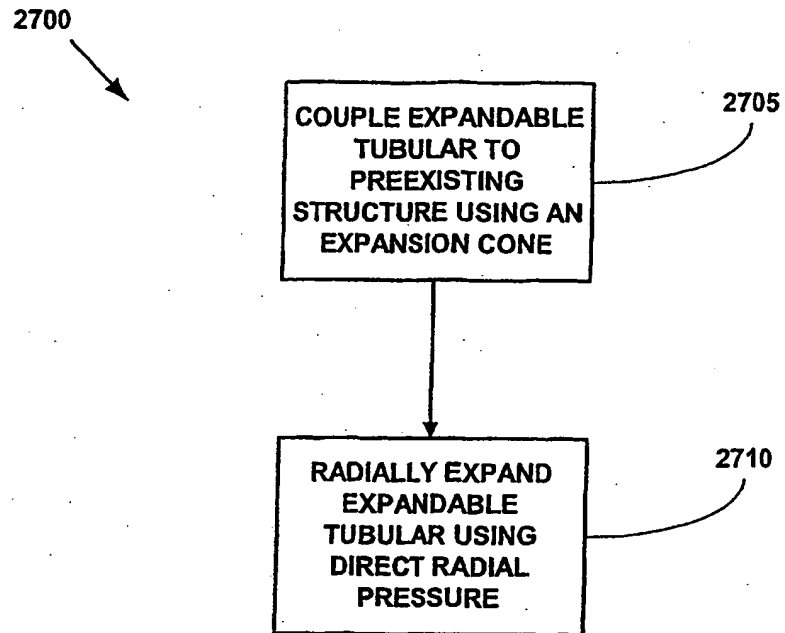 2700
COUPLE EXPANDABLE
TUBULAR TO
PREEXISTING
STRUCTURE USING AN
EXPANSION CONE
2705
RADIALLY EXPAND
EXPANDABLE
TUBULAR USING
DIRECT RADIAL
PRESSURE
2710